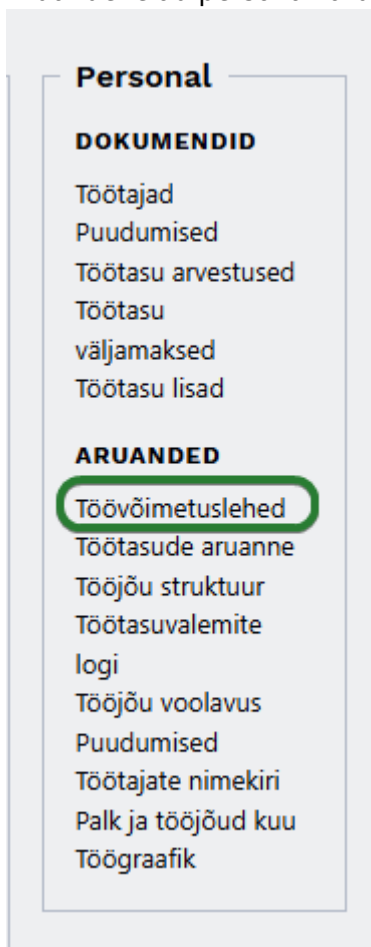 Personal
DOKUMENDID
Töötajad
Puudumised
Töötasu arvestused
Töötasu
väljamaksed
Töötasu lisad
ARUANDED
Töövõimetuslehed
Töötasude aruanne
Tööjõu struktuur
Töötasuvalemite
logi
Tööjõu voolavus
Puudumised
Töötajate nimekiri
Palk ja tööjõud kuu
Töögraafik